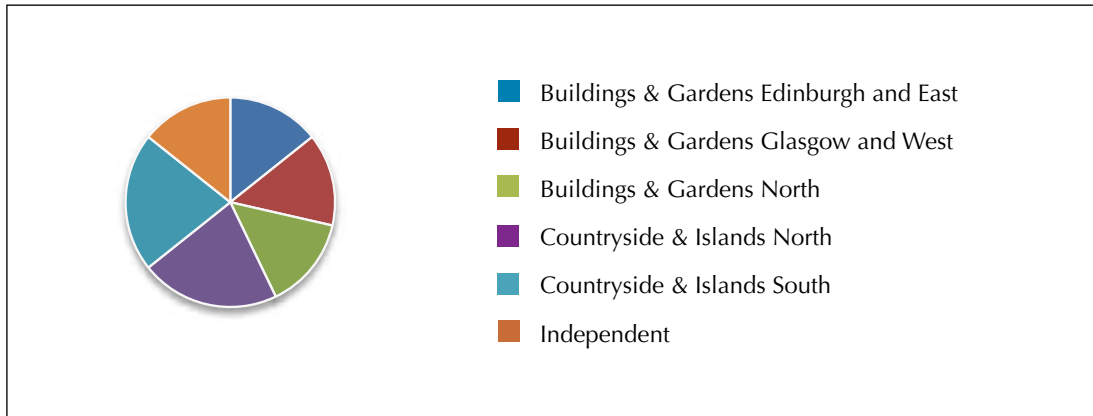 Buildings & Gardens Edinburgh and East
Buildings & Gardens Glasgow and West
Buildings & Gardens North
Countryside & Islands North
Countryside & Islands South
Independent